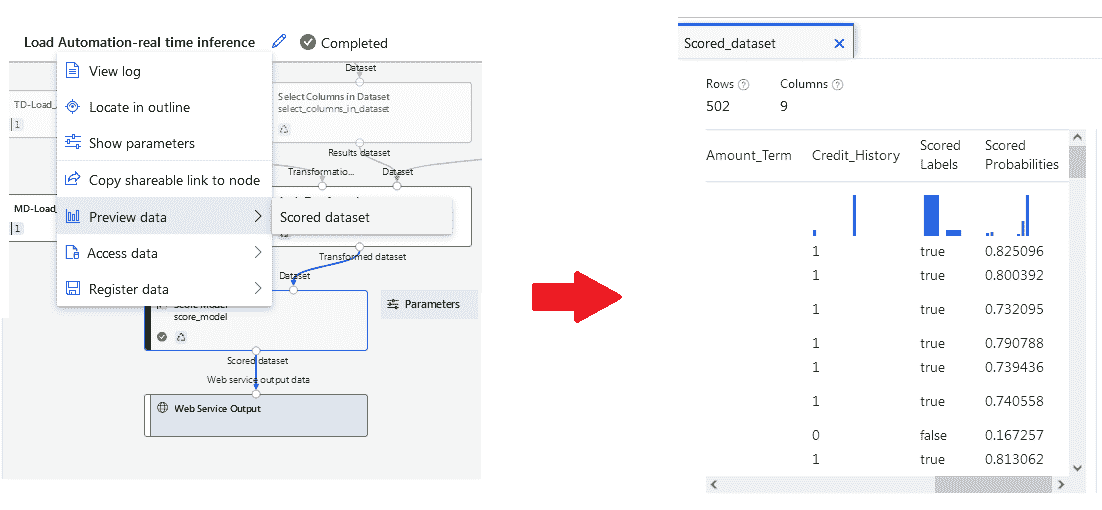 Load Automation-real time inference
Completed
View log
Locate in outline
Show parameters
Copy shareable link to node
Preview data
Scored dataset
Access data
Register data
Dataset
TD-Load_
1
Select Columns in Dataset
select_columns_in_dataset
Results dataset
Transformatio...
Dataset
MD-Load_
1
Transformed dataset
Dataset
Score Model
score_model
Parameters
Scored dataset
Web service output data
Web Service Output
Scored_dataset
Rows
Columns
502
9
Amount_Term
Credit_History
Scored
Labels
Scored
Probabilities
1 true 0.825096
1 true 0.800392
1 true 0.732095
1 true 0.790788
1 true 0.739436
1 true 0.740558
0 false 0.167257
1 true 0.813062